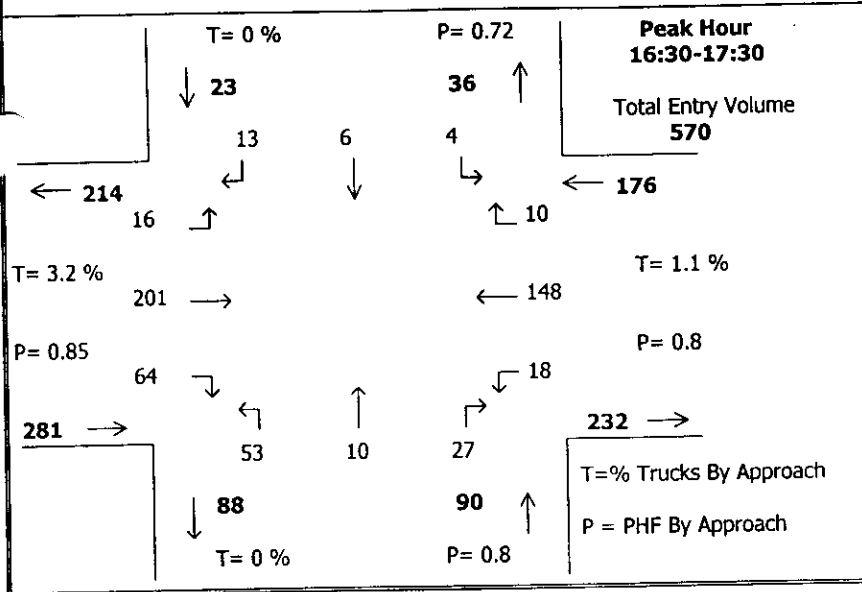 T= 0 %
P= 0.72
Peak Hour
16:30-17:30
23
36
Total Entry Volume
570
13
6
4
214
176
16
10
T= 3.2 %
T= 1.1 %
201
148
P= 0.85
P= 0.8
64
18
281
232
53
10
27
T=% Trucks By Approach
88
90
P = PHF By Approach
T= 0 %
P= 0.8